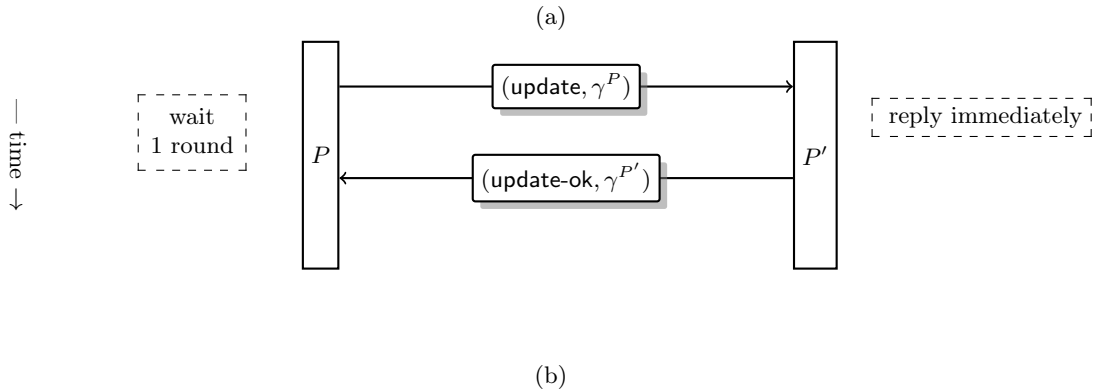 (a)
(update, γ^P)
— time →
wait
1 round
P
P′
reply immediately
(update-ok, γ^{P′})
(b)